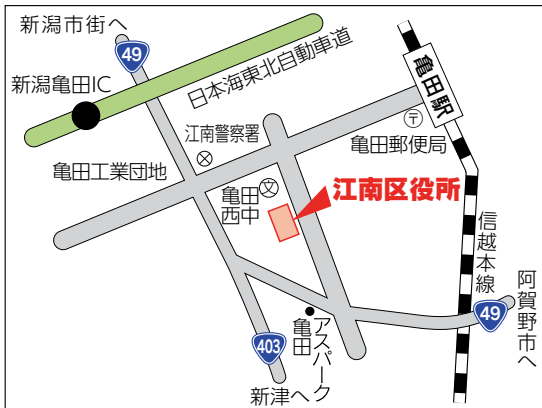 新潟市街へ
49
日本海東北自動車道
新潟亀田IC
亀田駅
江南警察署
〒
亀田郵便局
亀田工業団地
亀田
西中
文
江南区役所
信越本線
阿賀野市へ
49
亀田
アスパーク
403
新津へ